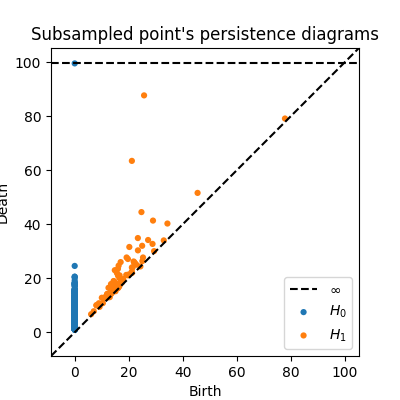 Subsampled point's persistence diagrams
100
80
60
40
20
0
Death
0 20 40 60 80 100
Birth
∞
H₀
H₁